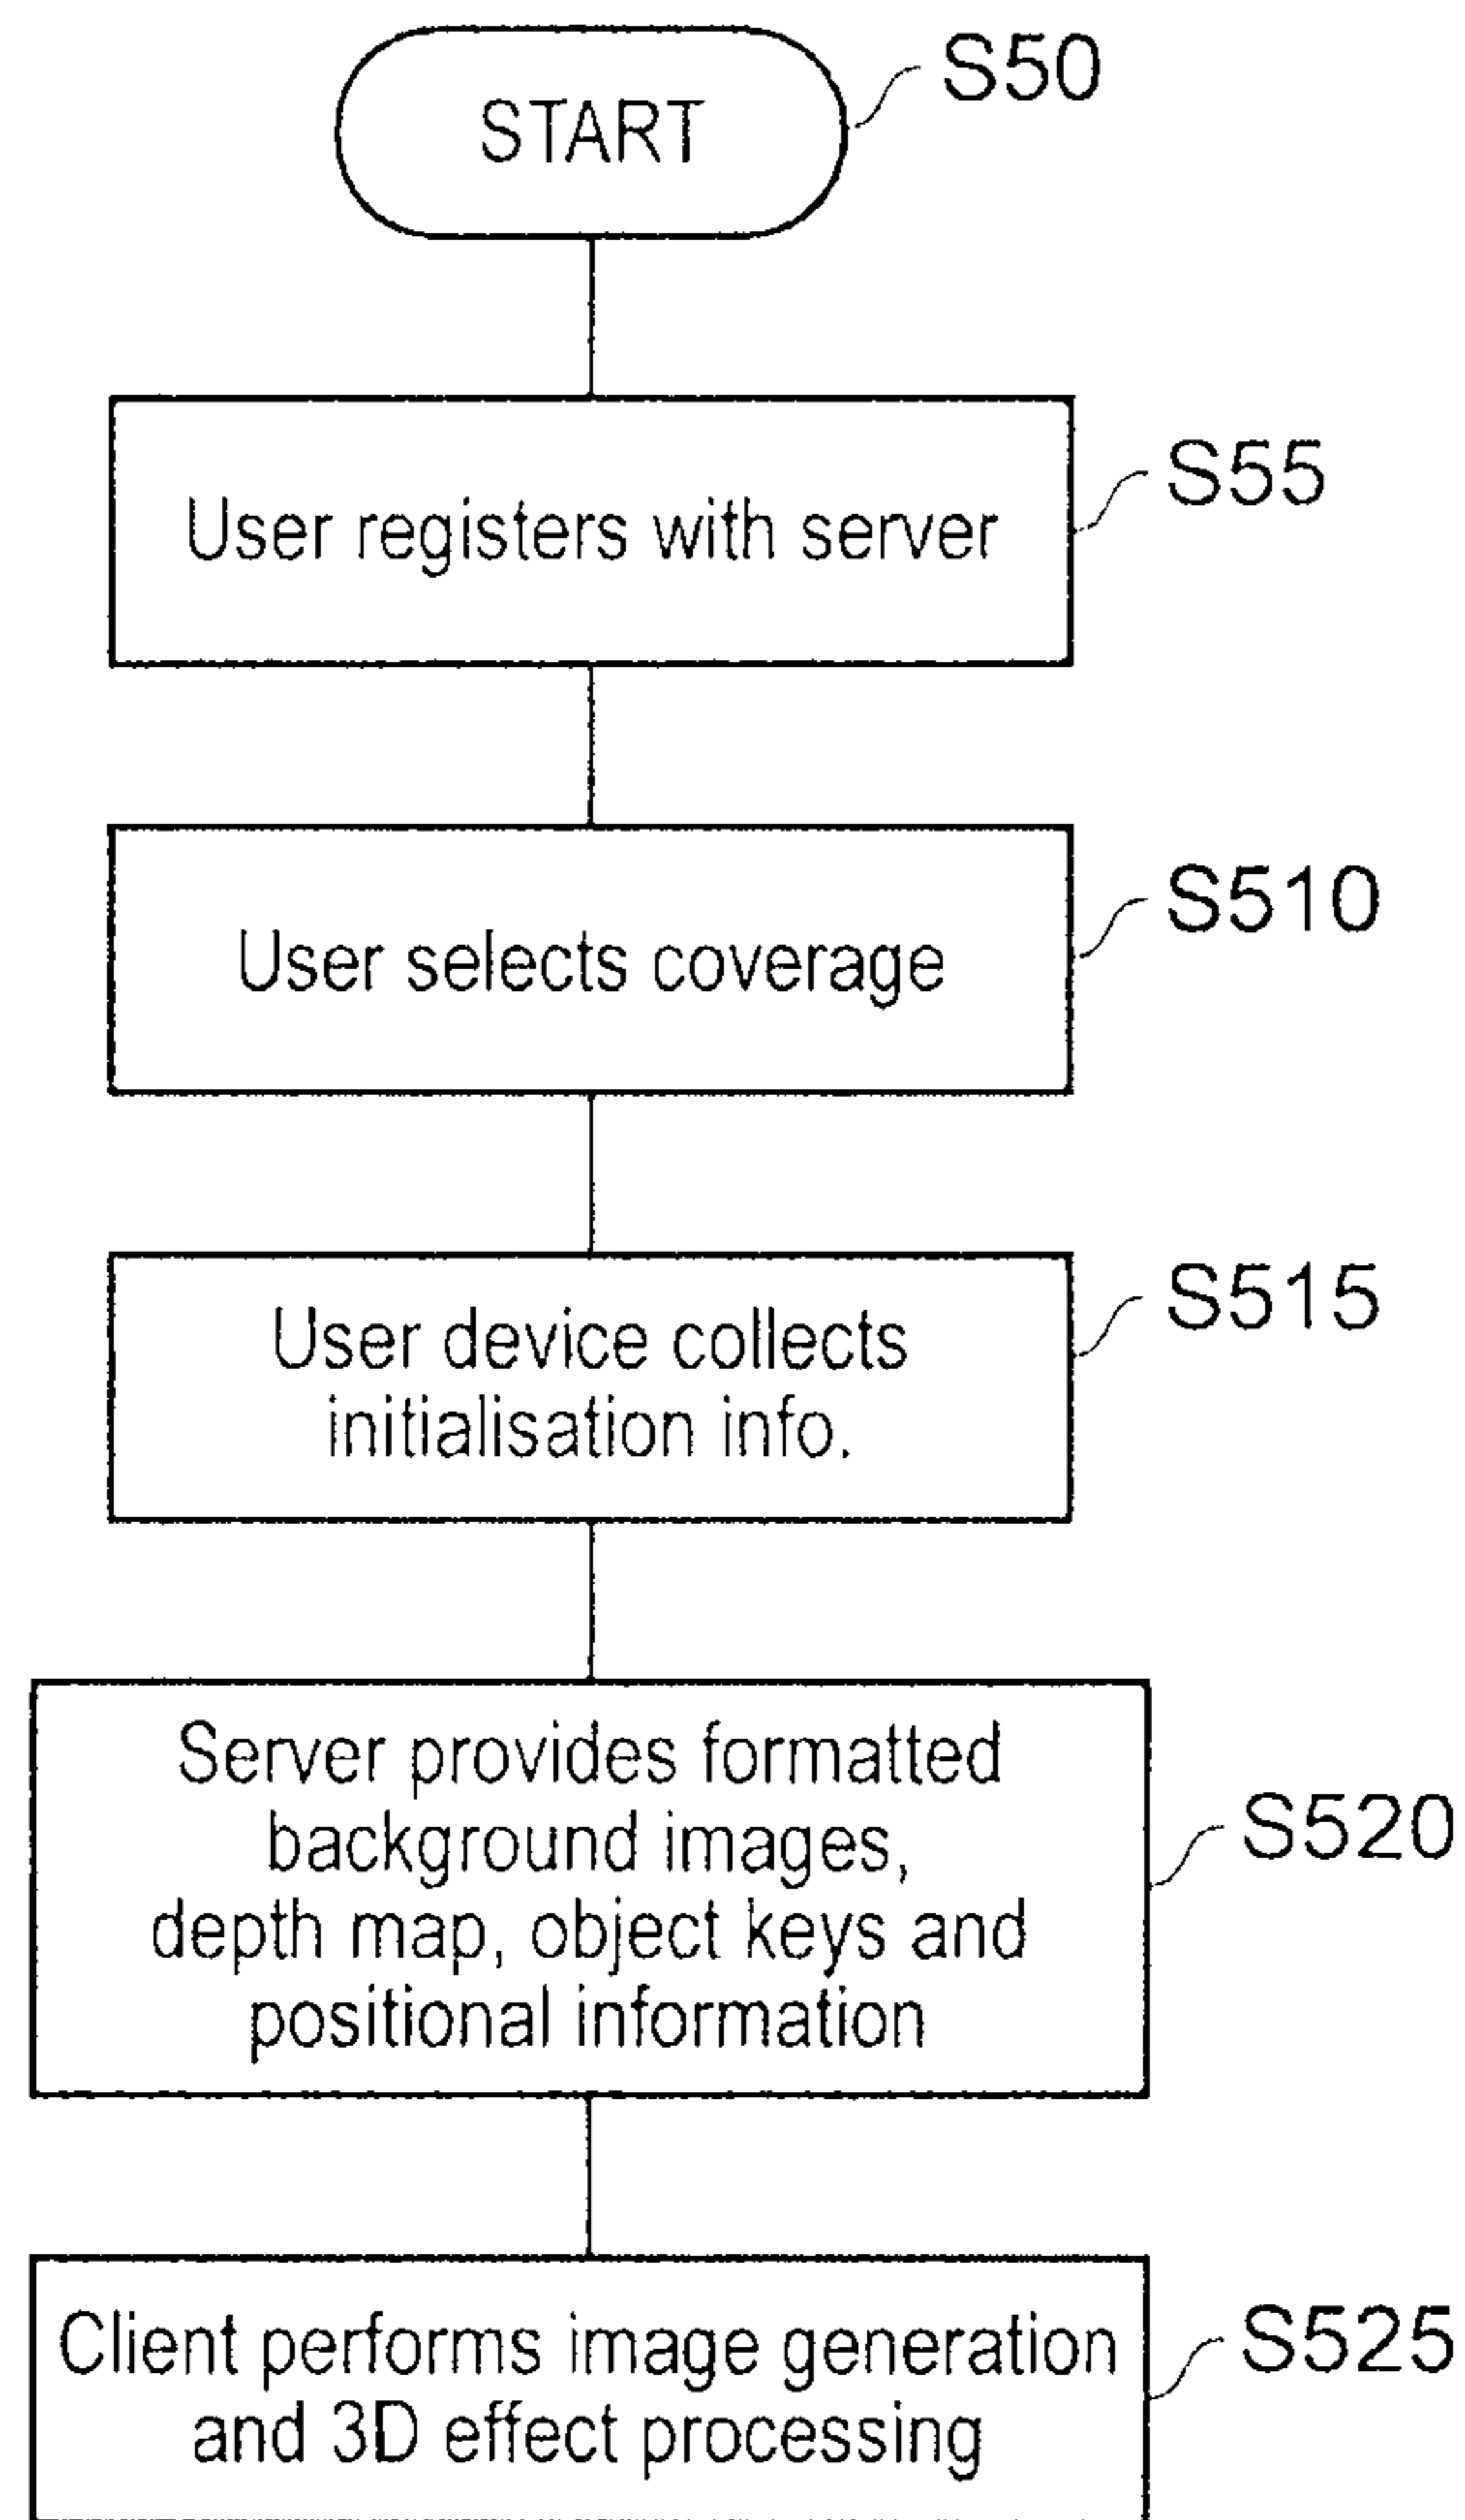 START
S50
User registers with server
S55
User selects coverage
S510
User device collects
initialisation info.
S515
Server provides formatted
background images,
depth map, object keys and
positional information
S520
Client performs image generation
and 3D effect processing
S525